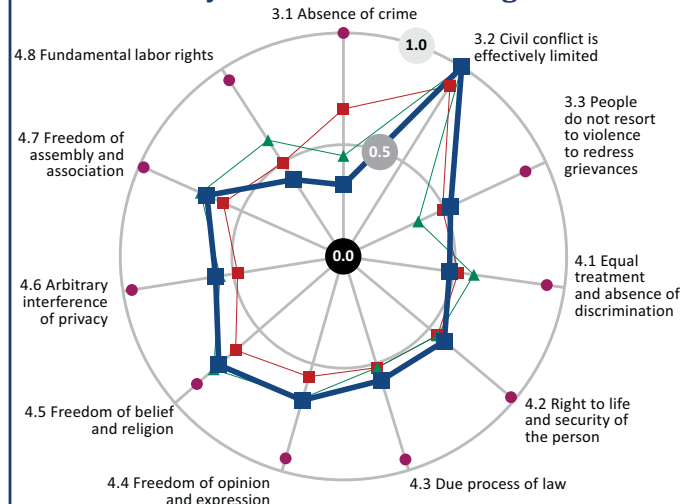 3.1 Absence of crime
1.0
3.2 Civil conflict is
effectively limited
4.8 Fundamental labor rights
3.3 People
do not resort
to violence
to redress
grievances
4.7 Freedom of
assembly and
association
0.5
0.0
4.1 Equal
treatment
and absence of
discrimination
4.6 Arbitrary
interference
of privacy
4.2 Right to life
and security of
the person
4.5 Freedom of belief
and religion
4.3 Due process of law
4.4 Freedom of opinion
and expression